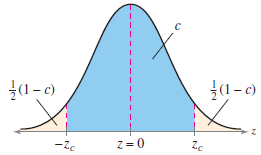 c
½(1 – c)
½(1 – c)
–z_c
z = 0
z_c
z